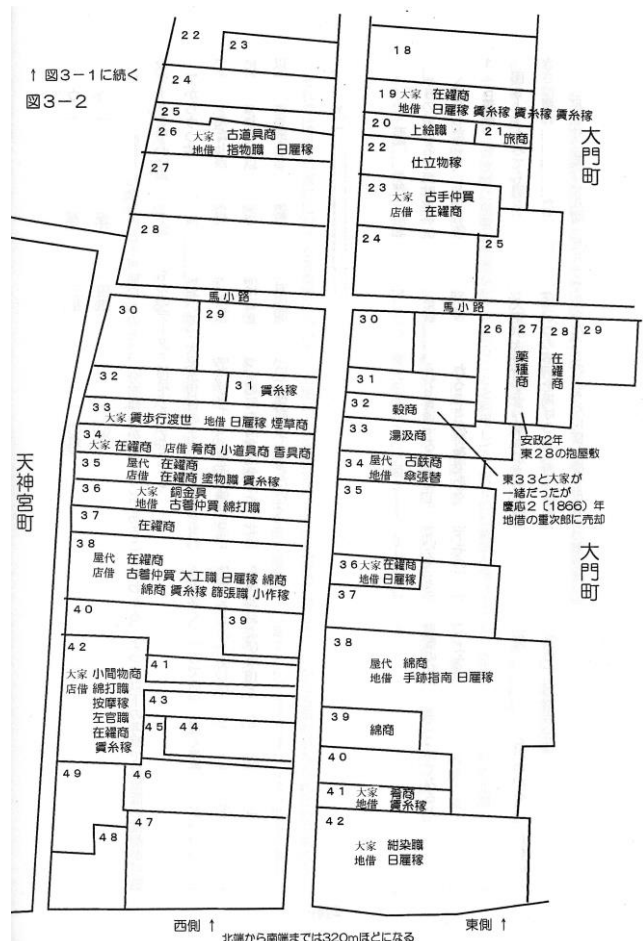 ↑ 図3-1に続く
図3-2
22
23
24
25
26 大家 古道具商
地借 指物職 日雇稼
27
28
18
19 大家 在糴商
地借 日雇稼 賃糸稼 賃糸稼 賃糸稼
20 上絵職
21 旅商
22
仕立物稼
23 大家 古手仲買
店借 在糴商
24
25
大門町
馬小路
馬小路
天神宮町
30
29
32
31 賃糸稼
33
大家 賃歩行渡世 地借 日雇稼 煙草商
34
大家 在糴商 店借 肴商 小道具商 香具商
35 屋代 在糴商
店借 在糴商 塗物職 賃糸稼
36 大家 銅金具
地借 古着仲買 綿打職
37
在糴商
38
屋代 在糴商
店借 古着仲買 大工職 日雇稼 綿商
綿商 賃糸稼 篩張職 小作稼
40
39
42
大家 小間物商
店借 綿打職
按摩稼
左官職
在糴商
賃糸稼
41
43
45
44
49
46
48
47
30
26
27
薬種商
28
在糴商
29
31
32 穀商
33
湯汲商
34 屋代 古鉄商
地借 傘張替
35
安政2年
東28の抱屋敷
東33と大家が
一緒だったが
慶応2〔1866〕年
地借の重次郎に売却
大門町
36 大家 在糴商
地借 日雇稼
37
38
屋代 綿商
地借 手跡指南 日雇稼
39
綿商
40
41 大家 肴商
地借 賃糸稼
42
大家 紺染職
地借 日雇稼
西側 ↑
東側 ↑
北端から南端までは320mほどになる